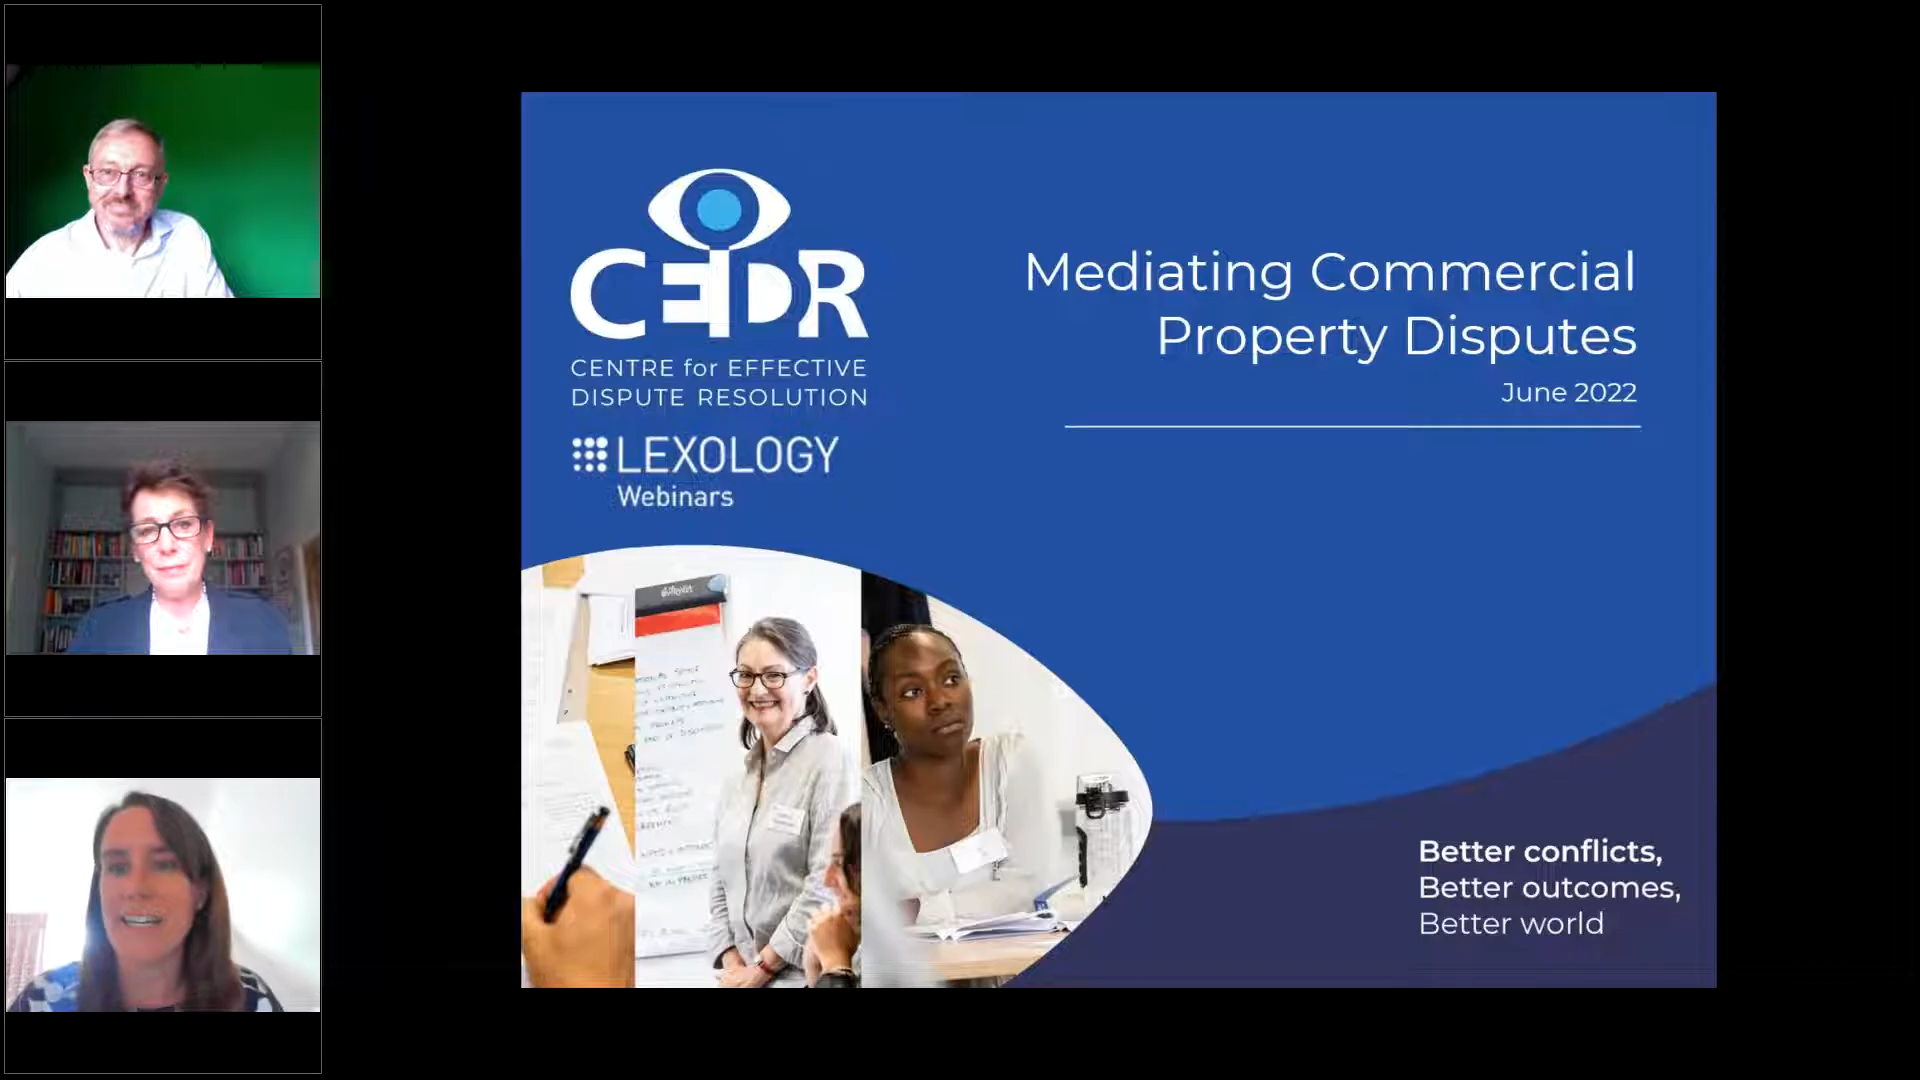 CEDR
CENTRE for EFFECTIVE
DISPUTE RESOLUTION
LEXOLOGY
Webinars
Mediating Commercial
Property Disputes
June 2022
Better conflicts,
Better outcomes,
Better world